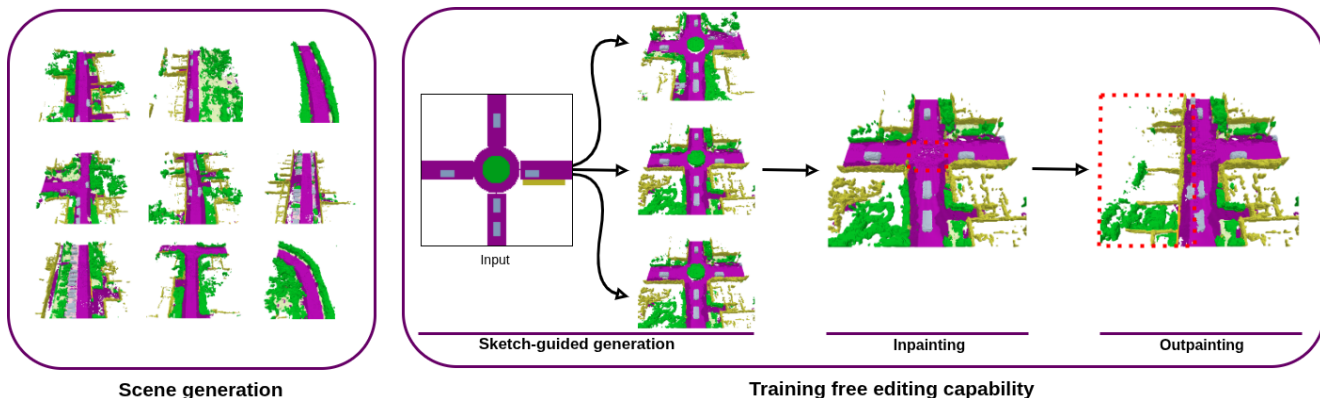 Input
Sketch-guided generation
Inpainting
Outpainting
Scene generation
Training free editing capability